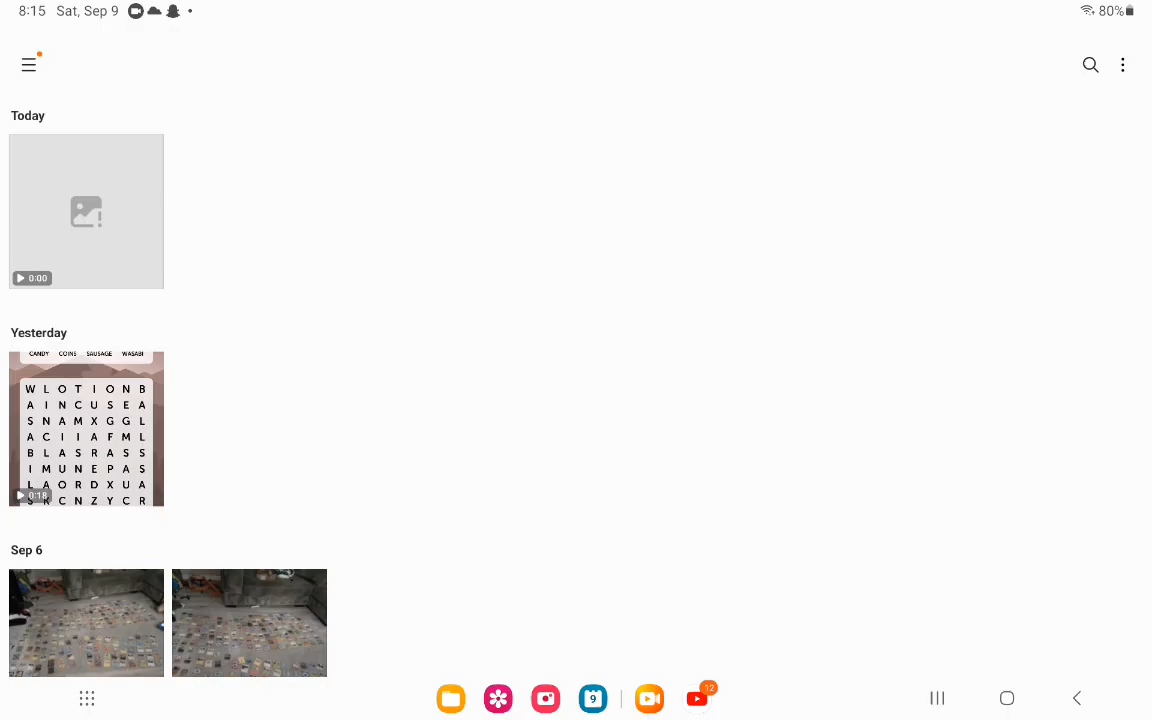 8:15 Sat, Sep 9
80%
Today
0:00
Yesterday
CANDY COINS SAUSAGE WASABI
W L O T I O N B
A I N C U S E A
S N A M X G G L
A C I I A F M L
B L A S R A S S
I M U N E P A S
L A O R D X U A
S K C N Z Y C R
0:18
Sep 6
9
12